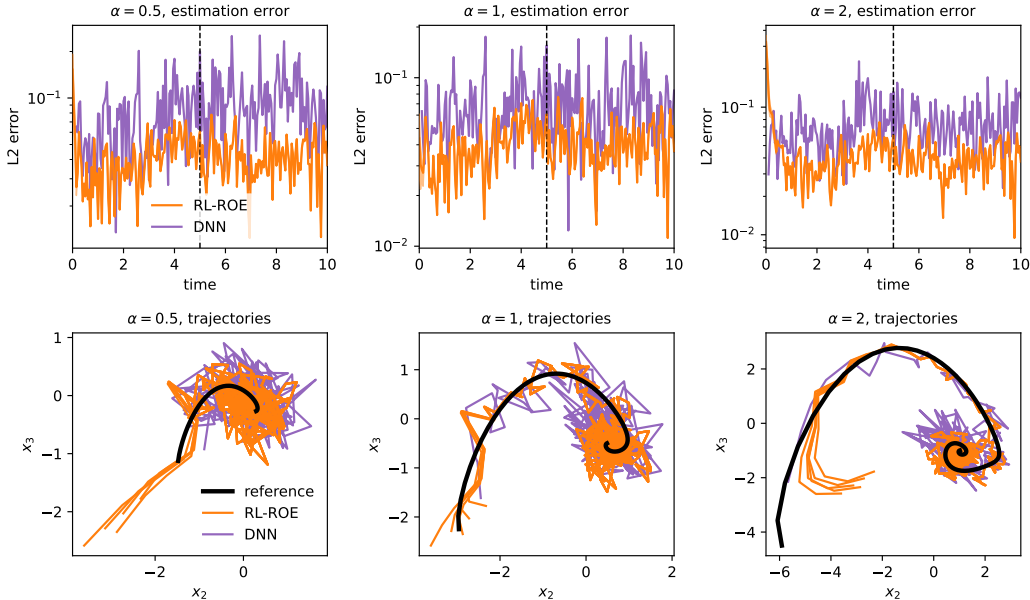 α = 0.5, estimation error
L2 error
10⁻¹
RL-ROE
DNN
0 2 4 6 8 10
time
α = 1, estimation error
L2 error
10⁻¹
10⁻²
0 2 4 6 8 10
time
α = 2, estimation error
L2 error
10⁻¹
10⁻²
0 2 4 6 8 10
time
α = 0.5, trajectories
x₃
1
0
−1
−2
reference
RL-ROE
DNN
−2 0
x₂
α = 1, trajectories
x₃
2
1
0
−1
−2
−2 0 2
x₂
α = 2, trajectories
x₃
2
0
−2
−4
−6 −4 −2 0 2
x₂